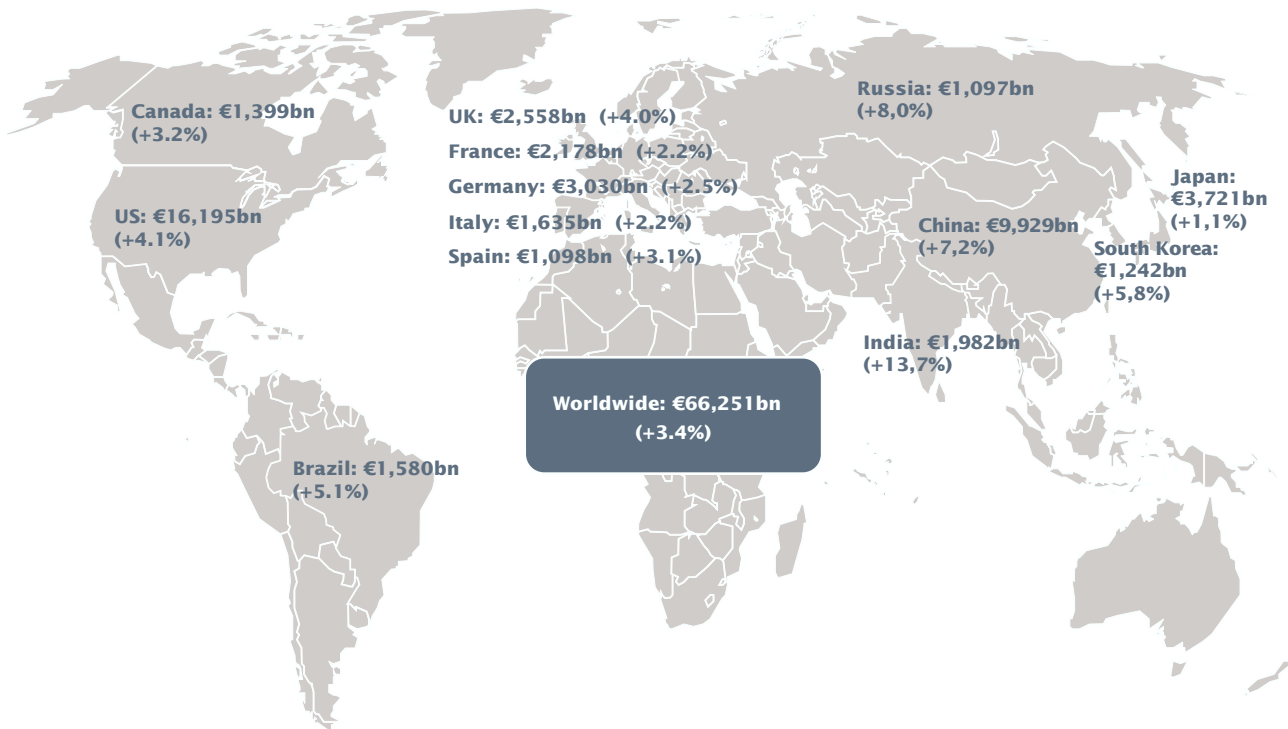 Canada: €1,399bn
(+3.2%)
US: €16,195bn
(+4.1%)
Brazil: €1,580bn
(+5.1%)
UK: €2,558bn (+4.0%)
France: €2,178bn (+2.2%)
Germany: €3,030bn (+2.5%)
Italy: €1,635bn (+2.2%)
Spain: €1,098bn (+3.1%)
Worldwide: €66,251bn
(+3.4%)
Russia: €1,097bn
(+8,0%)
China: €9,929bn
(+7,2%)
India: €1,982bn
(+13,7%)
Japan:
€3,721bn
(+1,1%)
South Korea:
€1,242bn
(+5,8%)